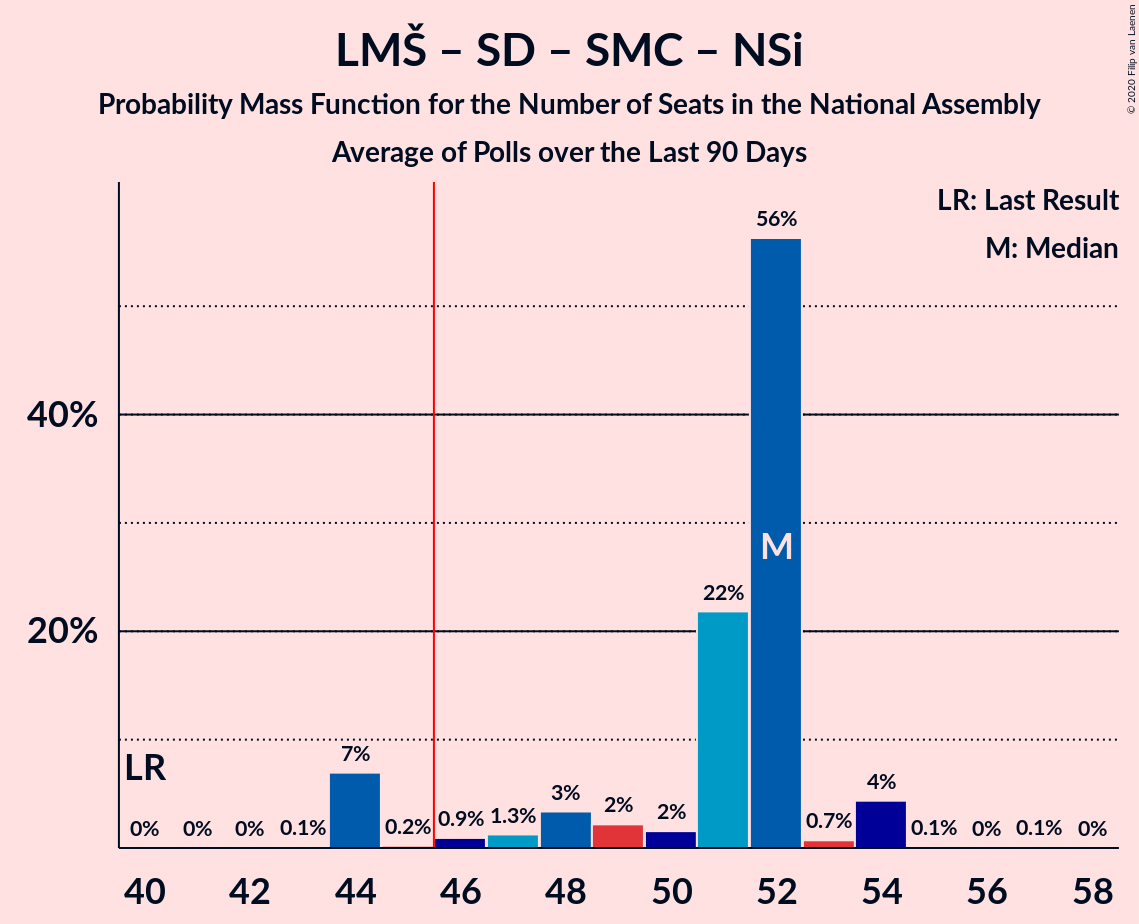 LMŠ – SD – SMC – NSi
Probability Mass Function for the Number of Seats in the National Assembly
Average of Polls over the Last 90 Days
© 2020 Filip van Laenen
LR: Last Result
M: Median
56%
40%
M
22%
20%
LR
0% 0% 0% 0.1% 7% 0.2% 0.9% 1.3% 3% 2% 2% 0.7% 4% 0.1% 0% 0.1% 0%
40 42 44 46 48 50 52 54 56 58